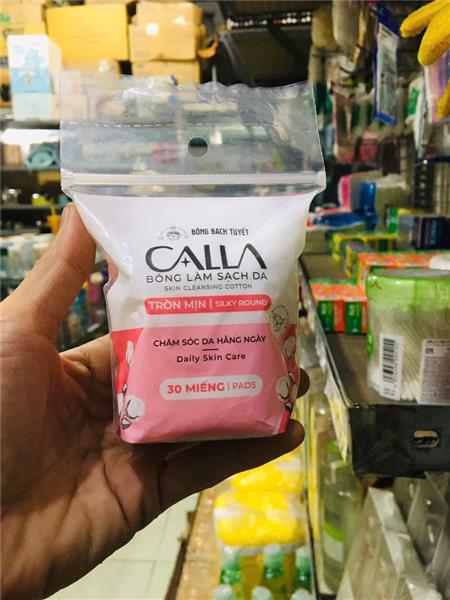 BÔNG BẠCH TUYẾT
CALLA
BÔNG LÀM SẠCH DA
SKIN CLEANSING COTTON
TRÒN MỊN | SILKY ROUND
CHĂM SÓC DA HẰNG NGÀY
Daily Skin Care
30 MIẾNG | PADS